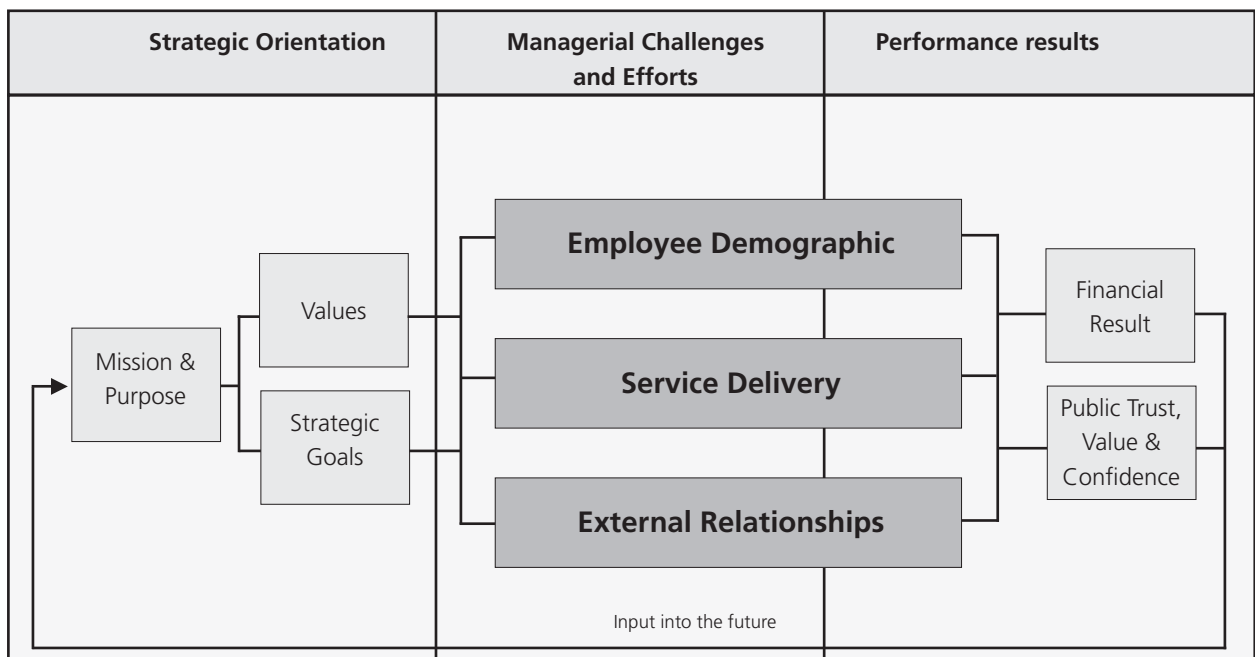 Strategic Orientation
Managerial Challenges
and Efforts
Performance results
Employee Demographic
Values
Financial
Result
Mission &
Purpose
Service Delivery
Strategic
Goals
Public Trust,
Value &
Confidence
External Relationships
Input into the future